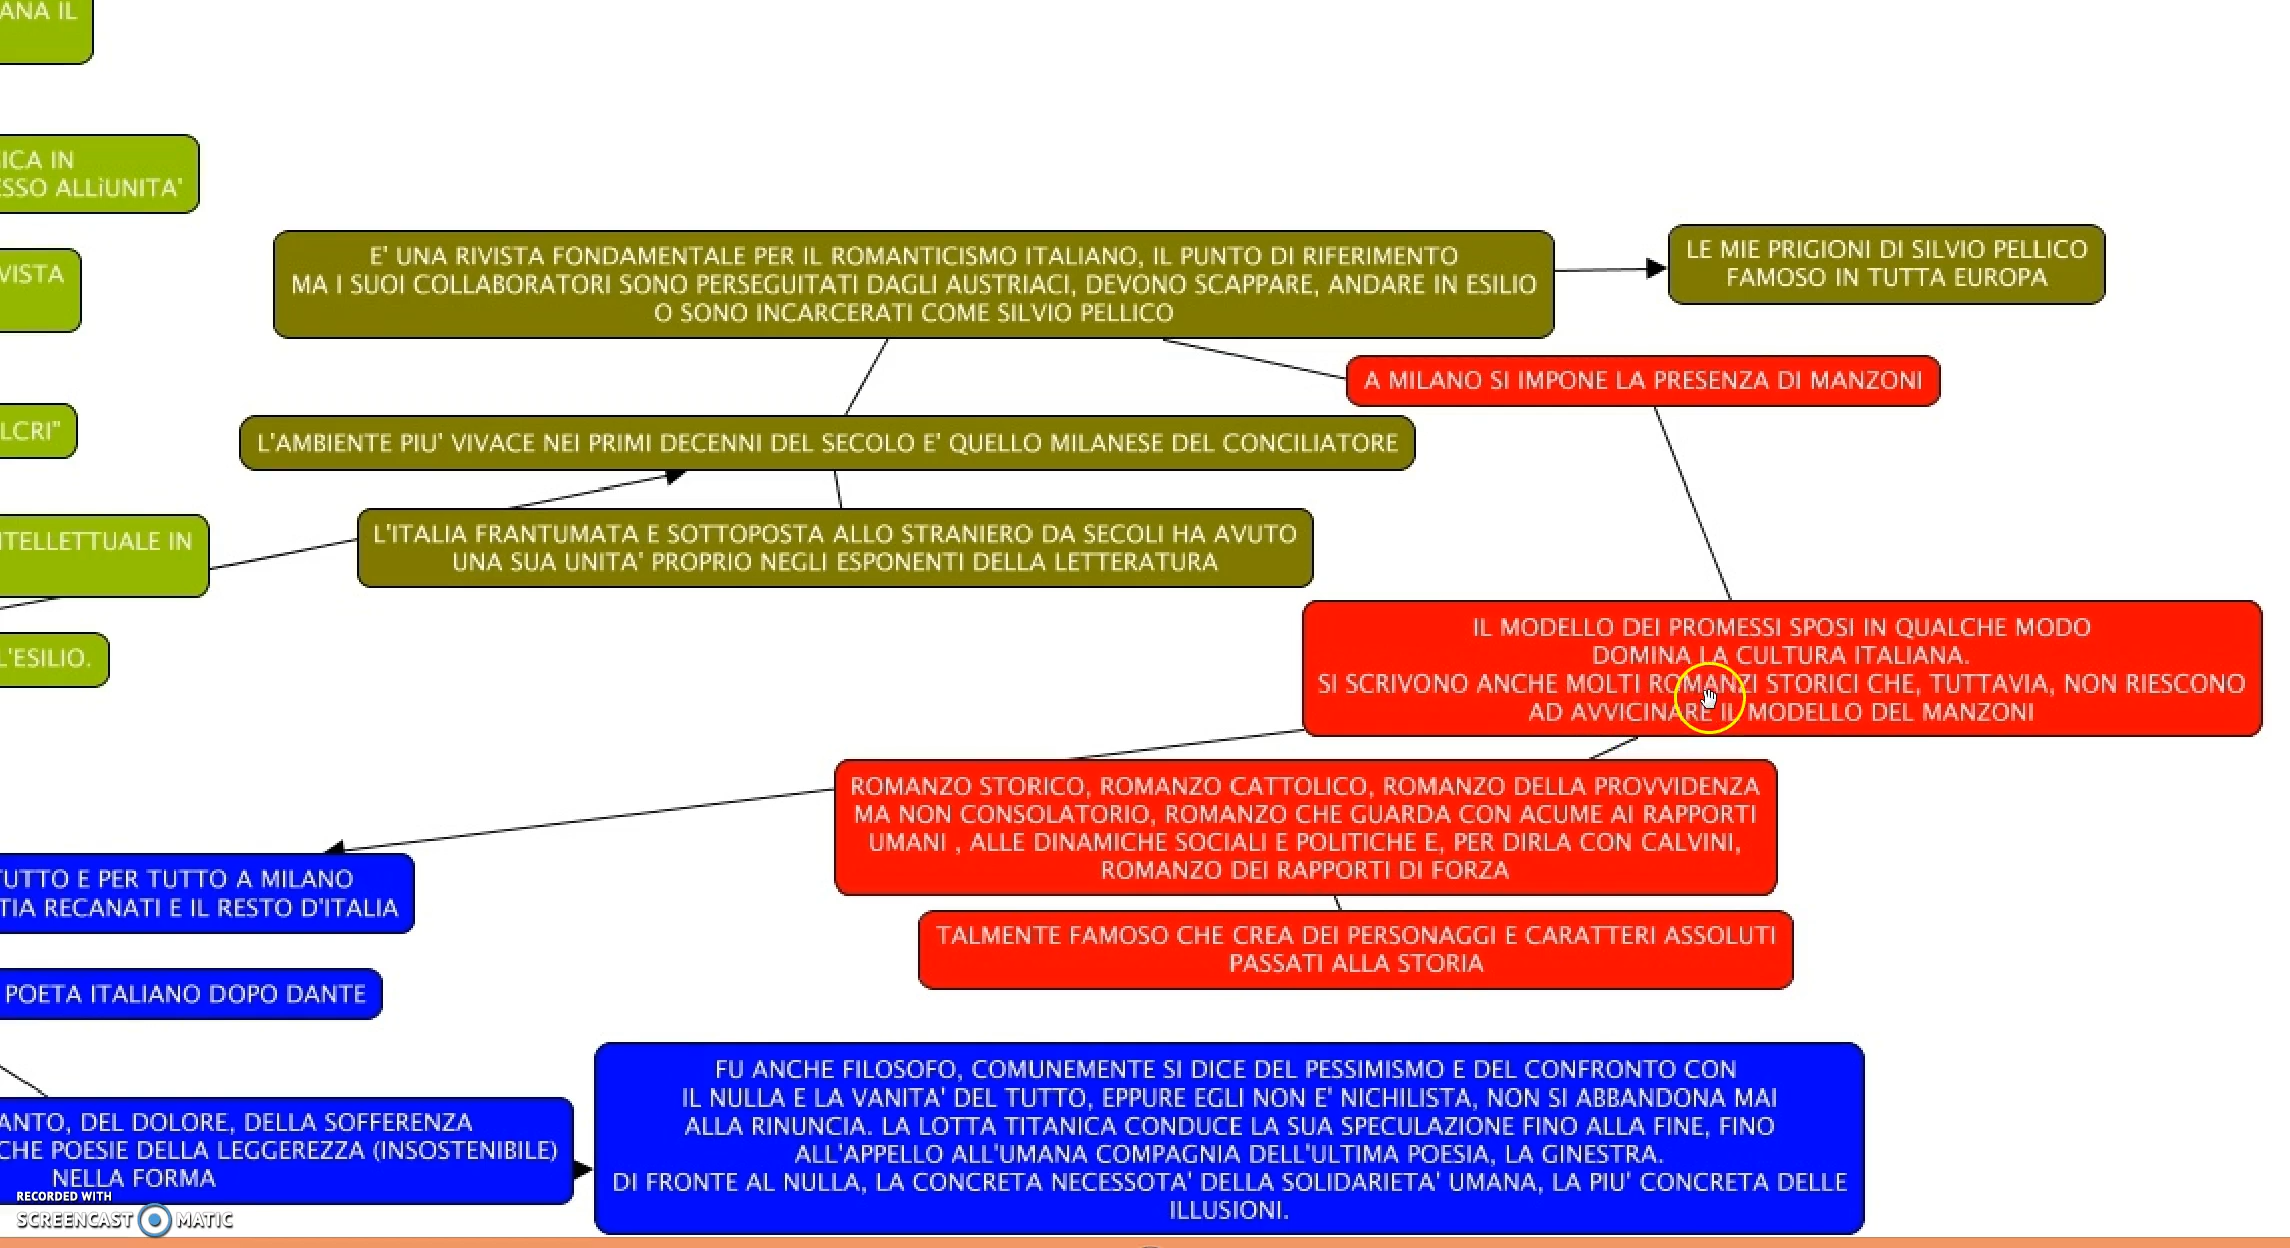 ANA IL
ICA IN
ESSO ALLìUNITA'
VISTA
LCRI"
NTELLETTUALE IN
L'ESILIO.
E' UNA RIVISTA FONDAMENTALE PER IL ROMANTICISMO ITALIANO, IL PUNTO DI RIFERIMENTO
MA I SUOI COLLABORATORI SONO PERSEGUITATI DAGLI AUSTRIACI, DEVONO SCAPPARE, ANDARE IN ESILIO
O SONO INCARCERATI COME SILVIO PELLICO
LE MIE PRIGIONI DI SILVIO PELLICO
FAMOSO IN TUTTA EUROPA
A MILANO SI IMPONE LA PRESENZA DI MANZONI
L'AMBIENTE PIU' VIVACE NEI PRIMI DECENNI DEL SECOLO E' QUELLO MILANESE DEL CONCILIATORE
L'ITALIA FRANTUMATA E SOTTOPOSTA ALLO STRANIERO DA SECOLI HA AVUTO
UNA SUA UNITA' PROPRIO NEGLI ESPONENTI DELLA LETTERATURA
IL MODELLO DEI PROMESSI SPOSI IN QUALCHE MODO
DOMINA LA CULTURA ITALIANA.
SI SCRIVONO ANCHE MOLTI ROMANZI STORICI CHE, TUTTAVIA, NON RIESCONO
AD AVVICINARE IL MODELLO DEL MANZONI
ROMANZO STORICO, ROMANZO CATTOLICO, ROMANZO DELLA PROVVIDENZA
MA NON CONSOLATORIO, ROMANZO CHE GUARDA CON ACUME AI RAPPORTI
UMANI , ALLE DINAMICHE SOCIALI E POLITICHE E, PER DIRLA CON CALVINI,
ROMANZO DEI RAPPORTI DI FORZA
TALMENTE FAMOSO CHE CREA DEI PERSONAGGI E CARATTERI ASSOLUTI
PASSATI ALLA STORIA
TUTTO E PER TUTTO A MILANO
TIA RECANATI E IL RESTO D'ITALIA
POETA ITALIANO DOPO DANTE
ANTO, DEL DOLORE, DELLA SOFFERENZA
CHE POESIE DELLA LEGGEREZZA (INSOSTENIBILE)
NELLA FORMA
FU ANCHE FILOSOFO, COMUNEMENTE SI DICE DEL PESSIMISMO E DEL CONFRONTO CON
IL NULLA E LA VANITA' DEL TUTTO, EPPURE EGLI NON E' NICHILISTA, NON SI ABBANDONA MAI
ALLA RINUNCIA. LA LOTTA TITANICA CONDUCE LA SUA SPECULAZIONE FINO ALLA FINE, FINO
ALL'APPELLO ALL'UMANA COMPAGNIA DELL'ULTIMA POESIA, LA GINESTRA.
DI FRONTE AL NULLA, LA CONCRETA NECESSOTA' DELLA SOLIDARIETA' UMANA, LA PIU' CONCRETA DELLE
ILLUSIONI.
RECORDED WITH
SCREENCAST MATIC